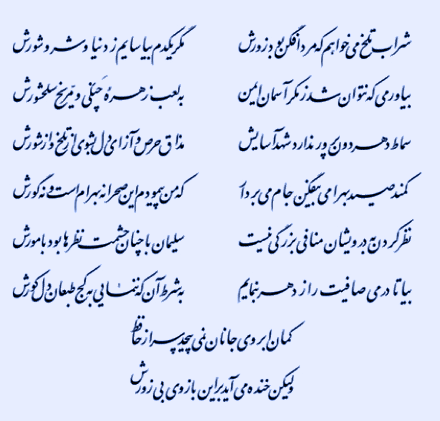 شراب تلخ می‌خواهم که مردافکن بود زورش مگر یکدم بیاسایم ز دنیا و شر و شورش
بیاور می که نتوان شد ز مکر آسمان ایمن به لعب زهرهٔ چنگی و مریخ سلحشورش
سماط دهر دون پرور ندارد شهد آسایش مذاق حرص و آز ای دل بشوی از تلخ و از شورش
کمند صید بهرامی بیفکن جام می بردار که من پیمودم این صحرا نه بهرام است و نه گورش
نظر کردن به درویشان منافی بزرگی نیست سلیمان با چنان حشمت نظرها بود با مورش
بیا تا در می صافیت راز دهر بنمایم به شرط آن که ننمایی به کج طبعان دل کورش
کمان ابروی جانان نمی‌پیچد سر از حافظ
ولیکن خنده می‌آید براین بازوی بی زورش